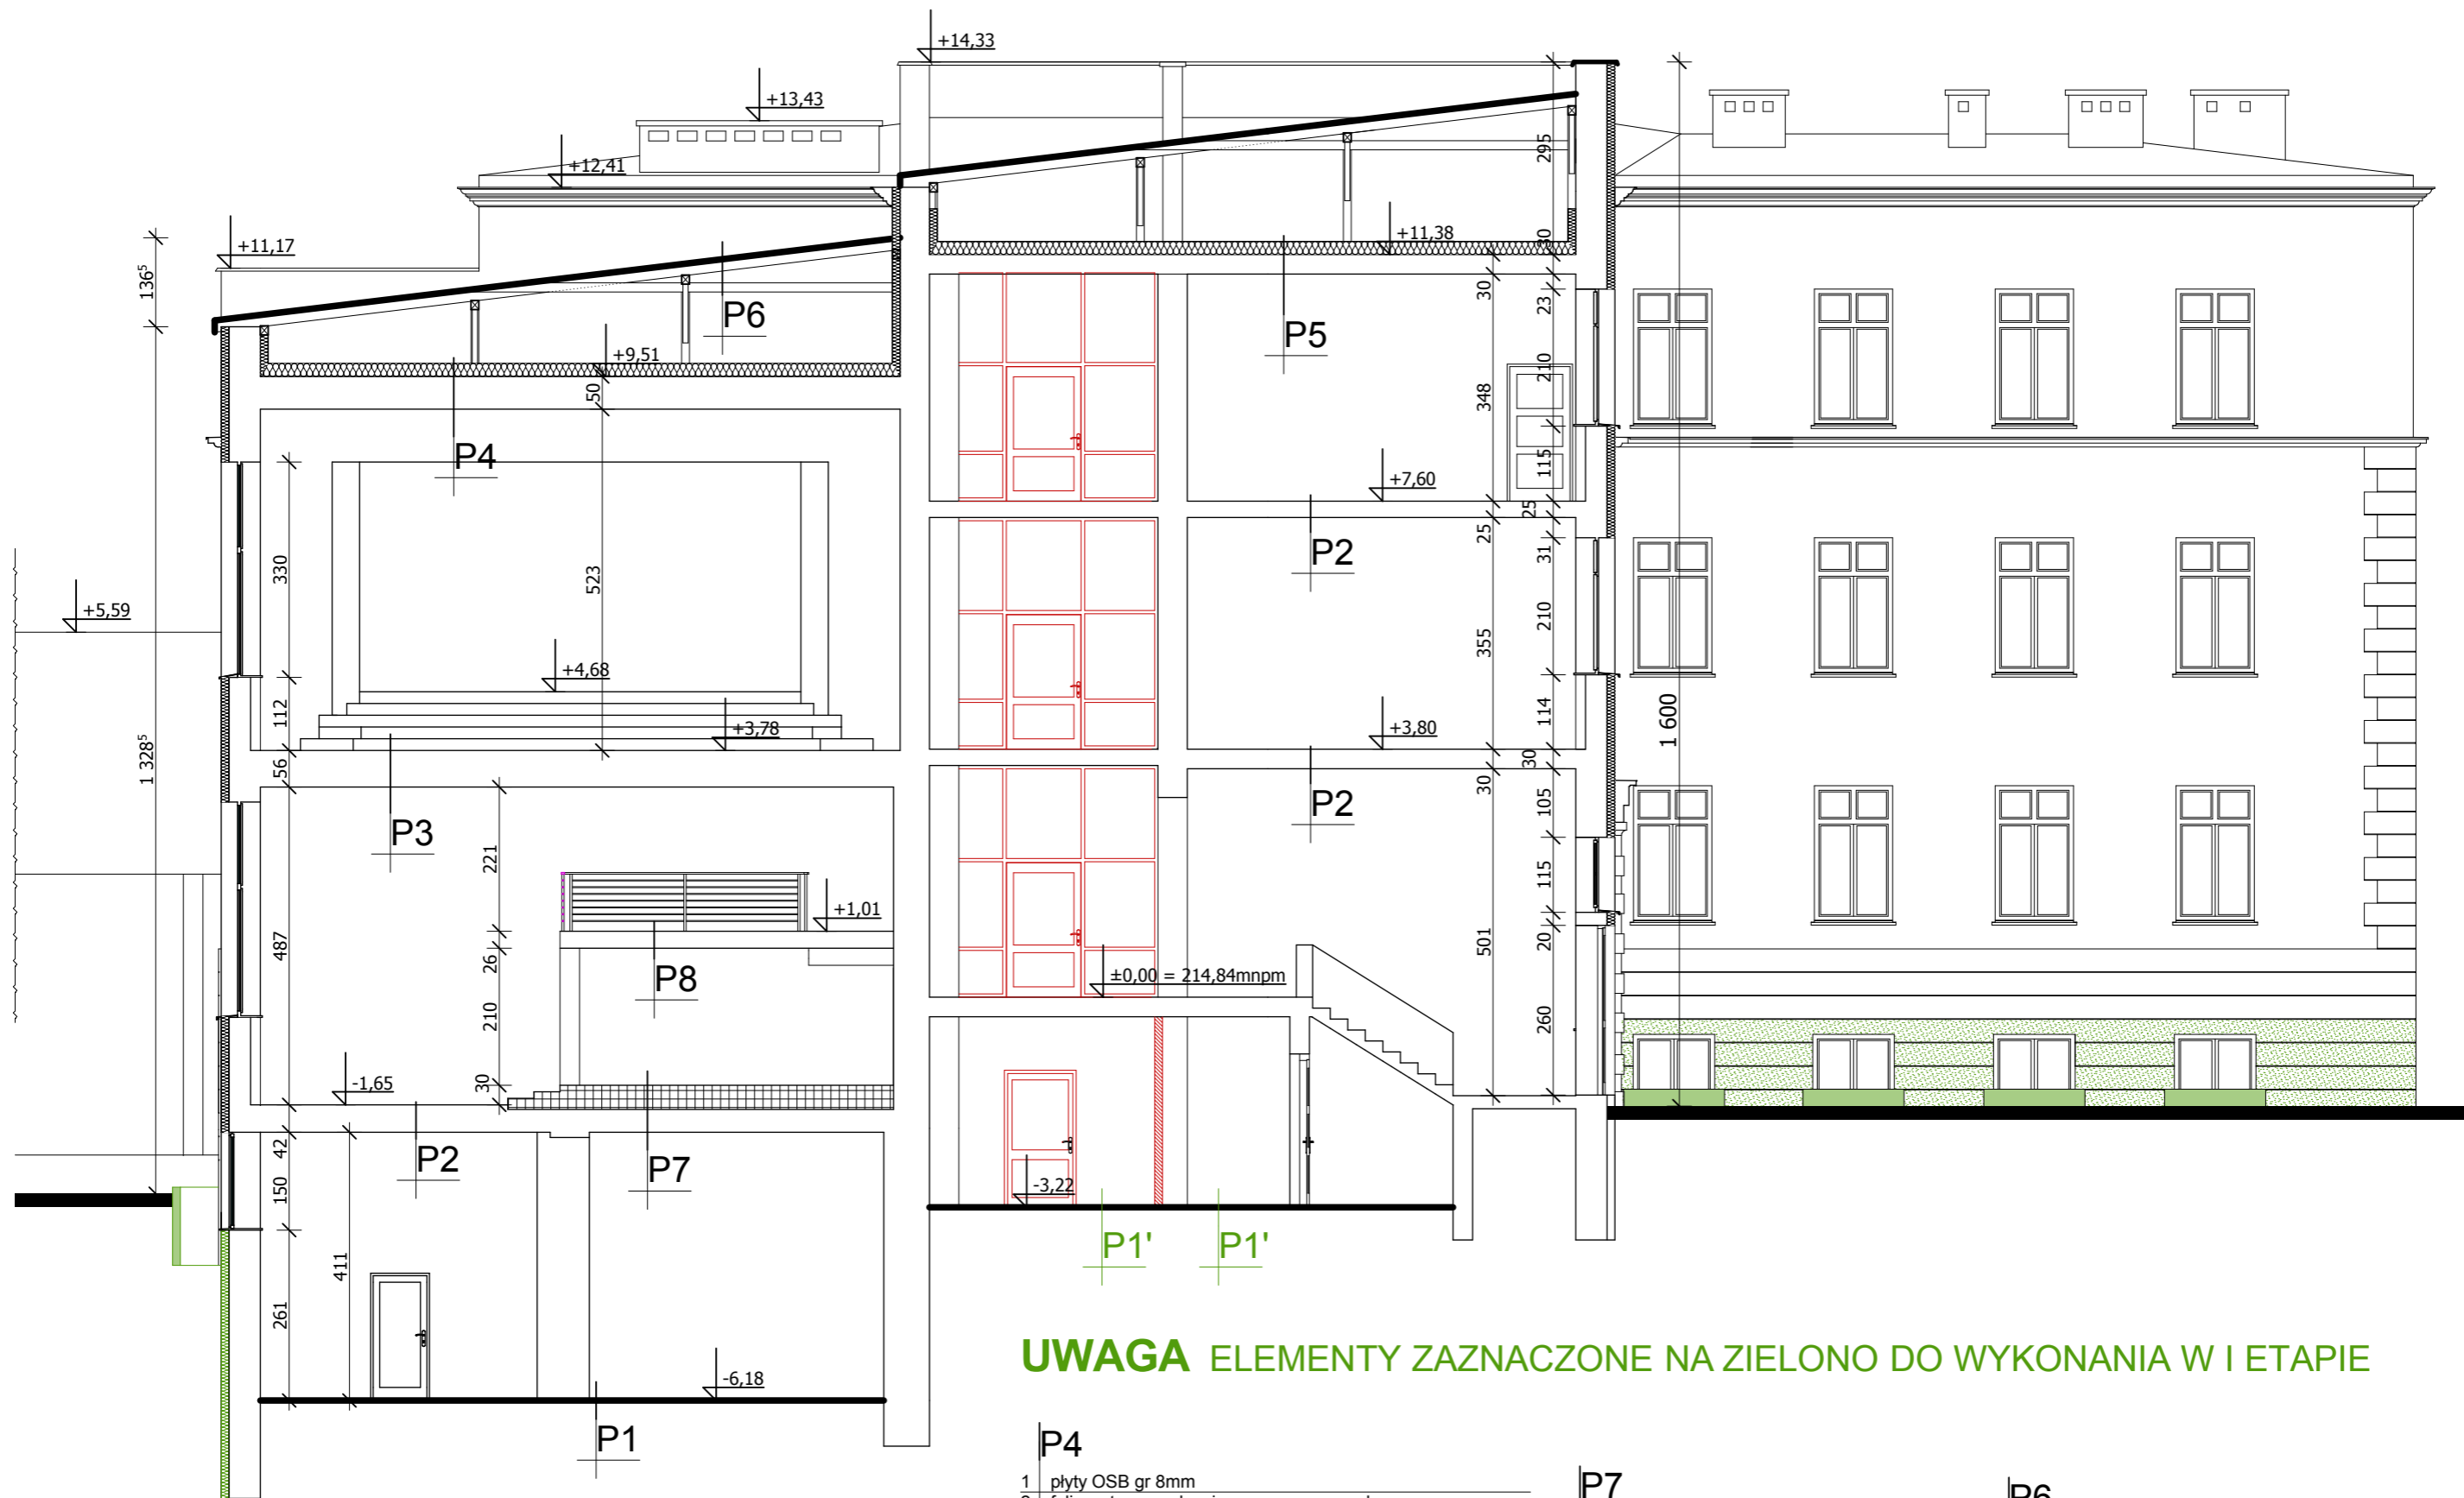 +14,33
+13,43
+12,41
+11,17
+11,38
295
30
136⁵
P6
P5
30
23
+9,51
50
348
210
P4
115
+7,60
25
25
P2
31
330
523
+5,59
355
210
+4,68
112
114
+3,78
+3,80
1 600
1 328⁵
56
30
30
P3
P2
105
221
115
+1,01
487
26
P8
501
20
±0,00 = 214,84mnpm
210
260
30
-1,65
42
P2
P7
150
-3,22
P1'
P1'
411
261
UWAGA ELEMENTY ZAZNACZONE NA ZIELONO DO WYKONANIA W I ETAPIE
-6,18
P1
P4
1 płyty OSB gr 8mm
P7
P6